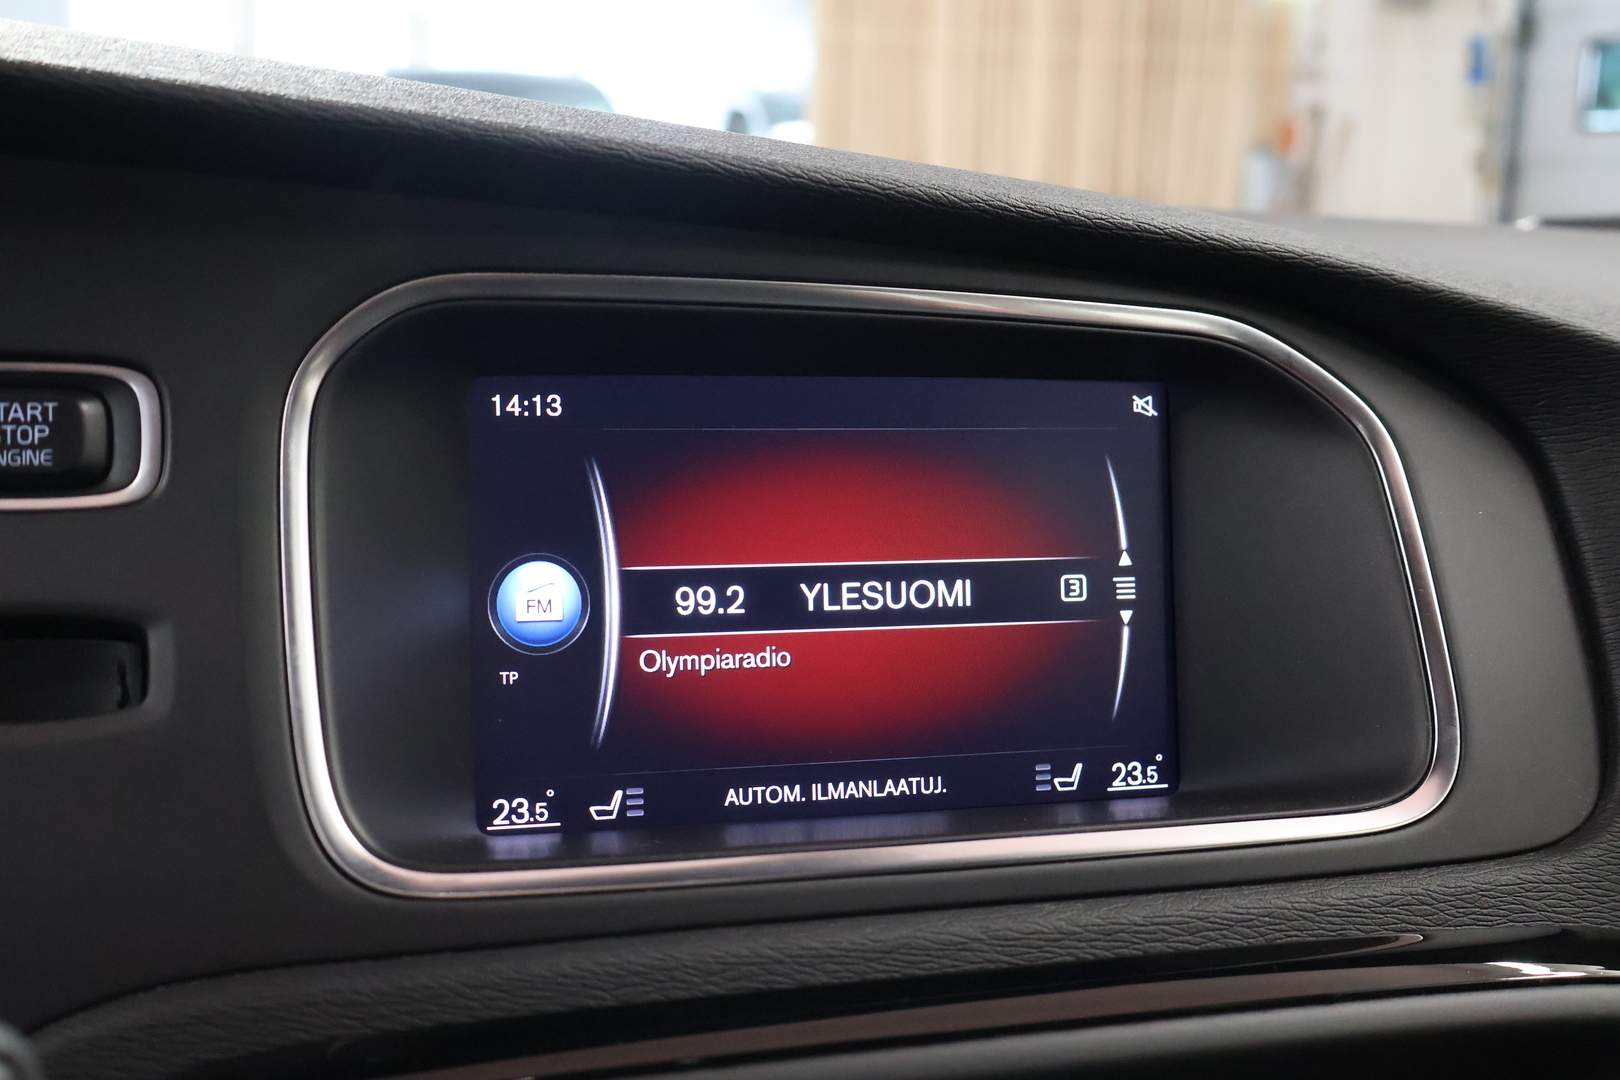 14:13
START
STOP
ENGINE
FM
99.2 YLESUOMI 3
Olympiaradio
TP
23.5° AUTOM. ILMANLAATUJ. 23.5°